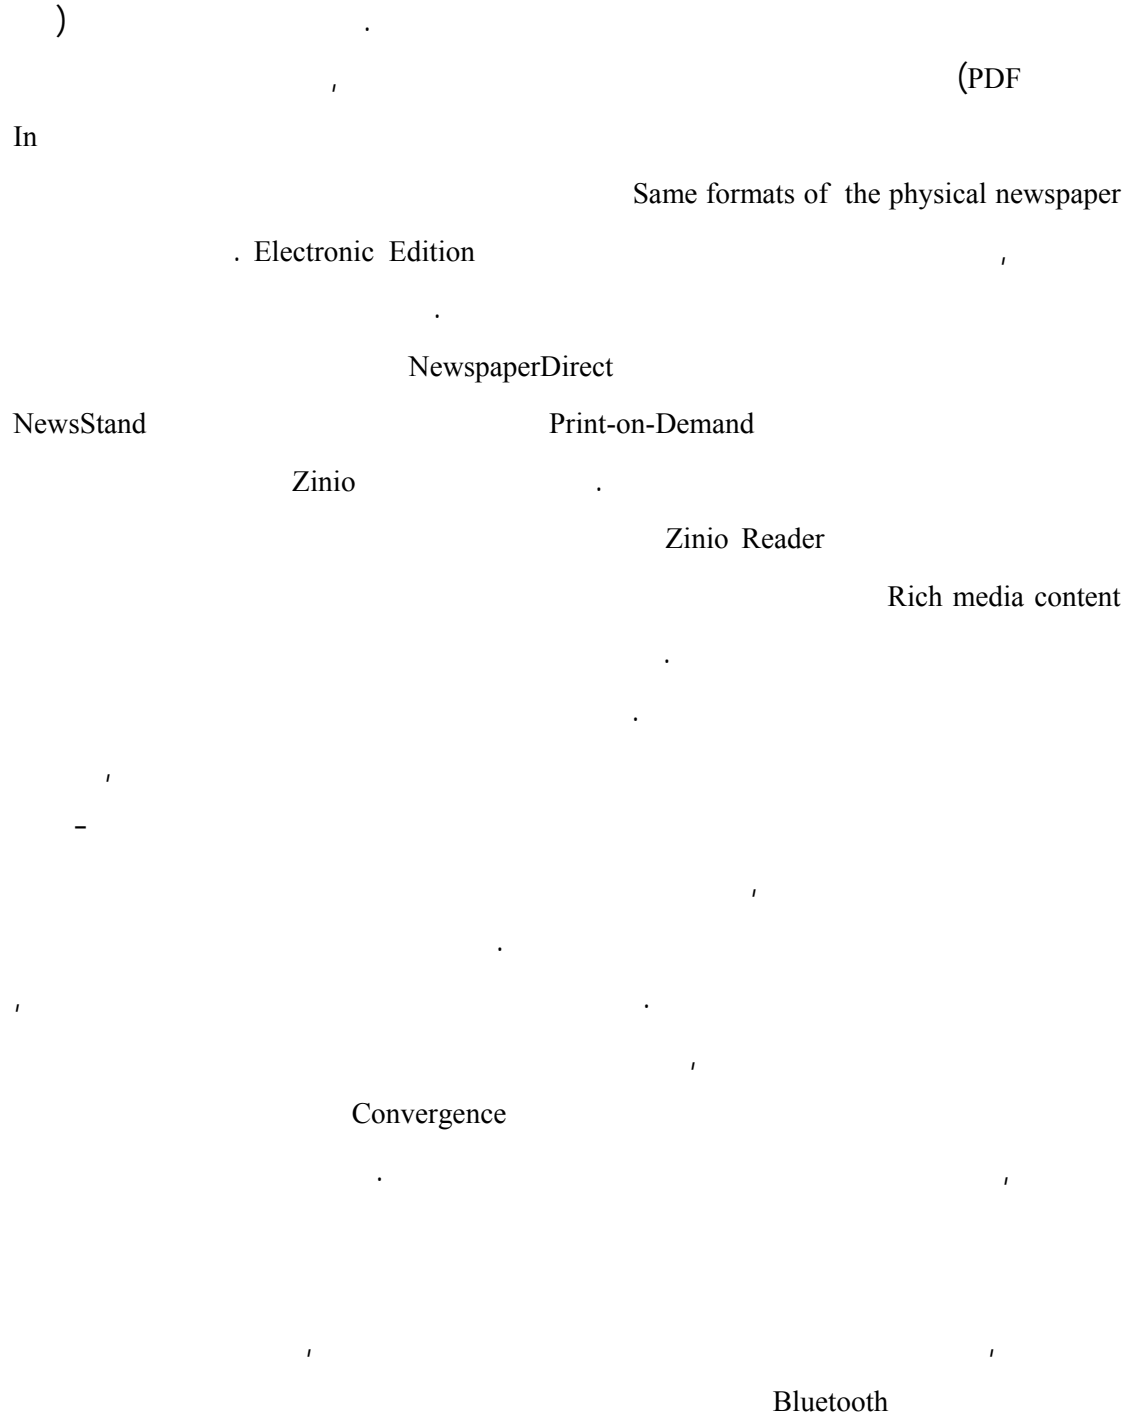 ) .
(PDF ,
In
Same formats of the physical newspaper
. Electronic Edition ,
.
NewspaperDirect
NewsStand Print-on-Demand
Zinio .
Zinio Reader
Rich media content
.
.
,
–
,
.
, .
,
Convergence
. ,
, ,
Bluetooth